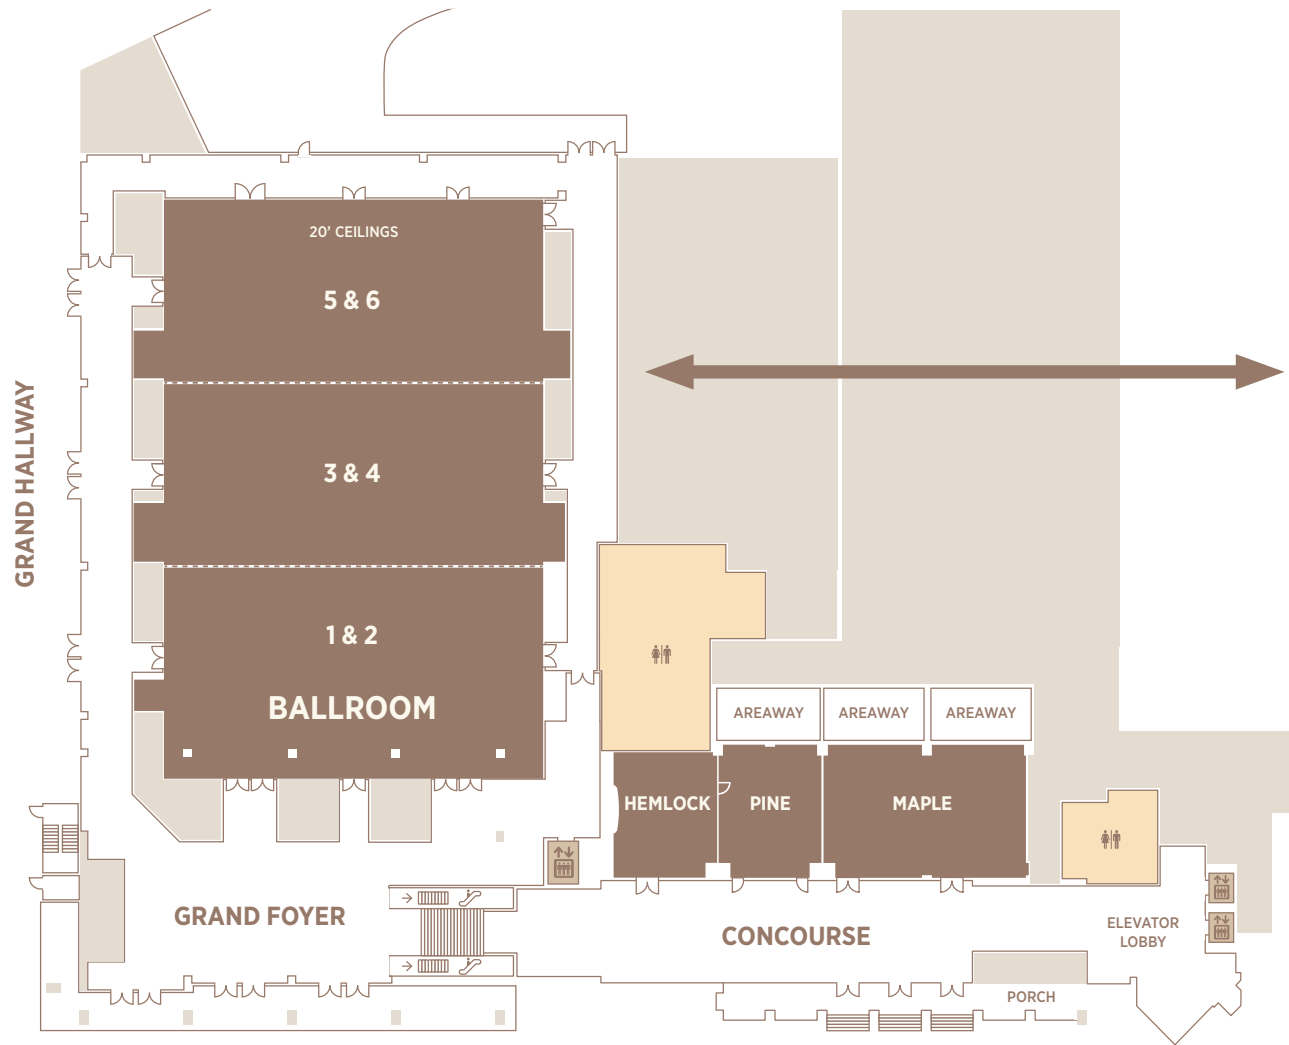 20' CEILINGS
5 & 6
GRAND HALLWAY
3 & 4
1 & 2
BALLROOM
AREAWAY
AREAWAY
AREAWAY
HEMLOCK
PINE
MAPLE
GRAND FOYER
CONCOURSE
ELEVATOR
LOBBY
PORCH